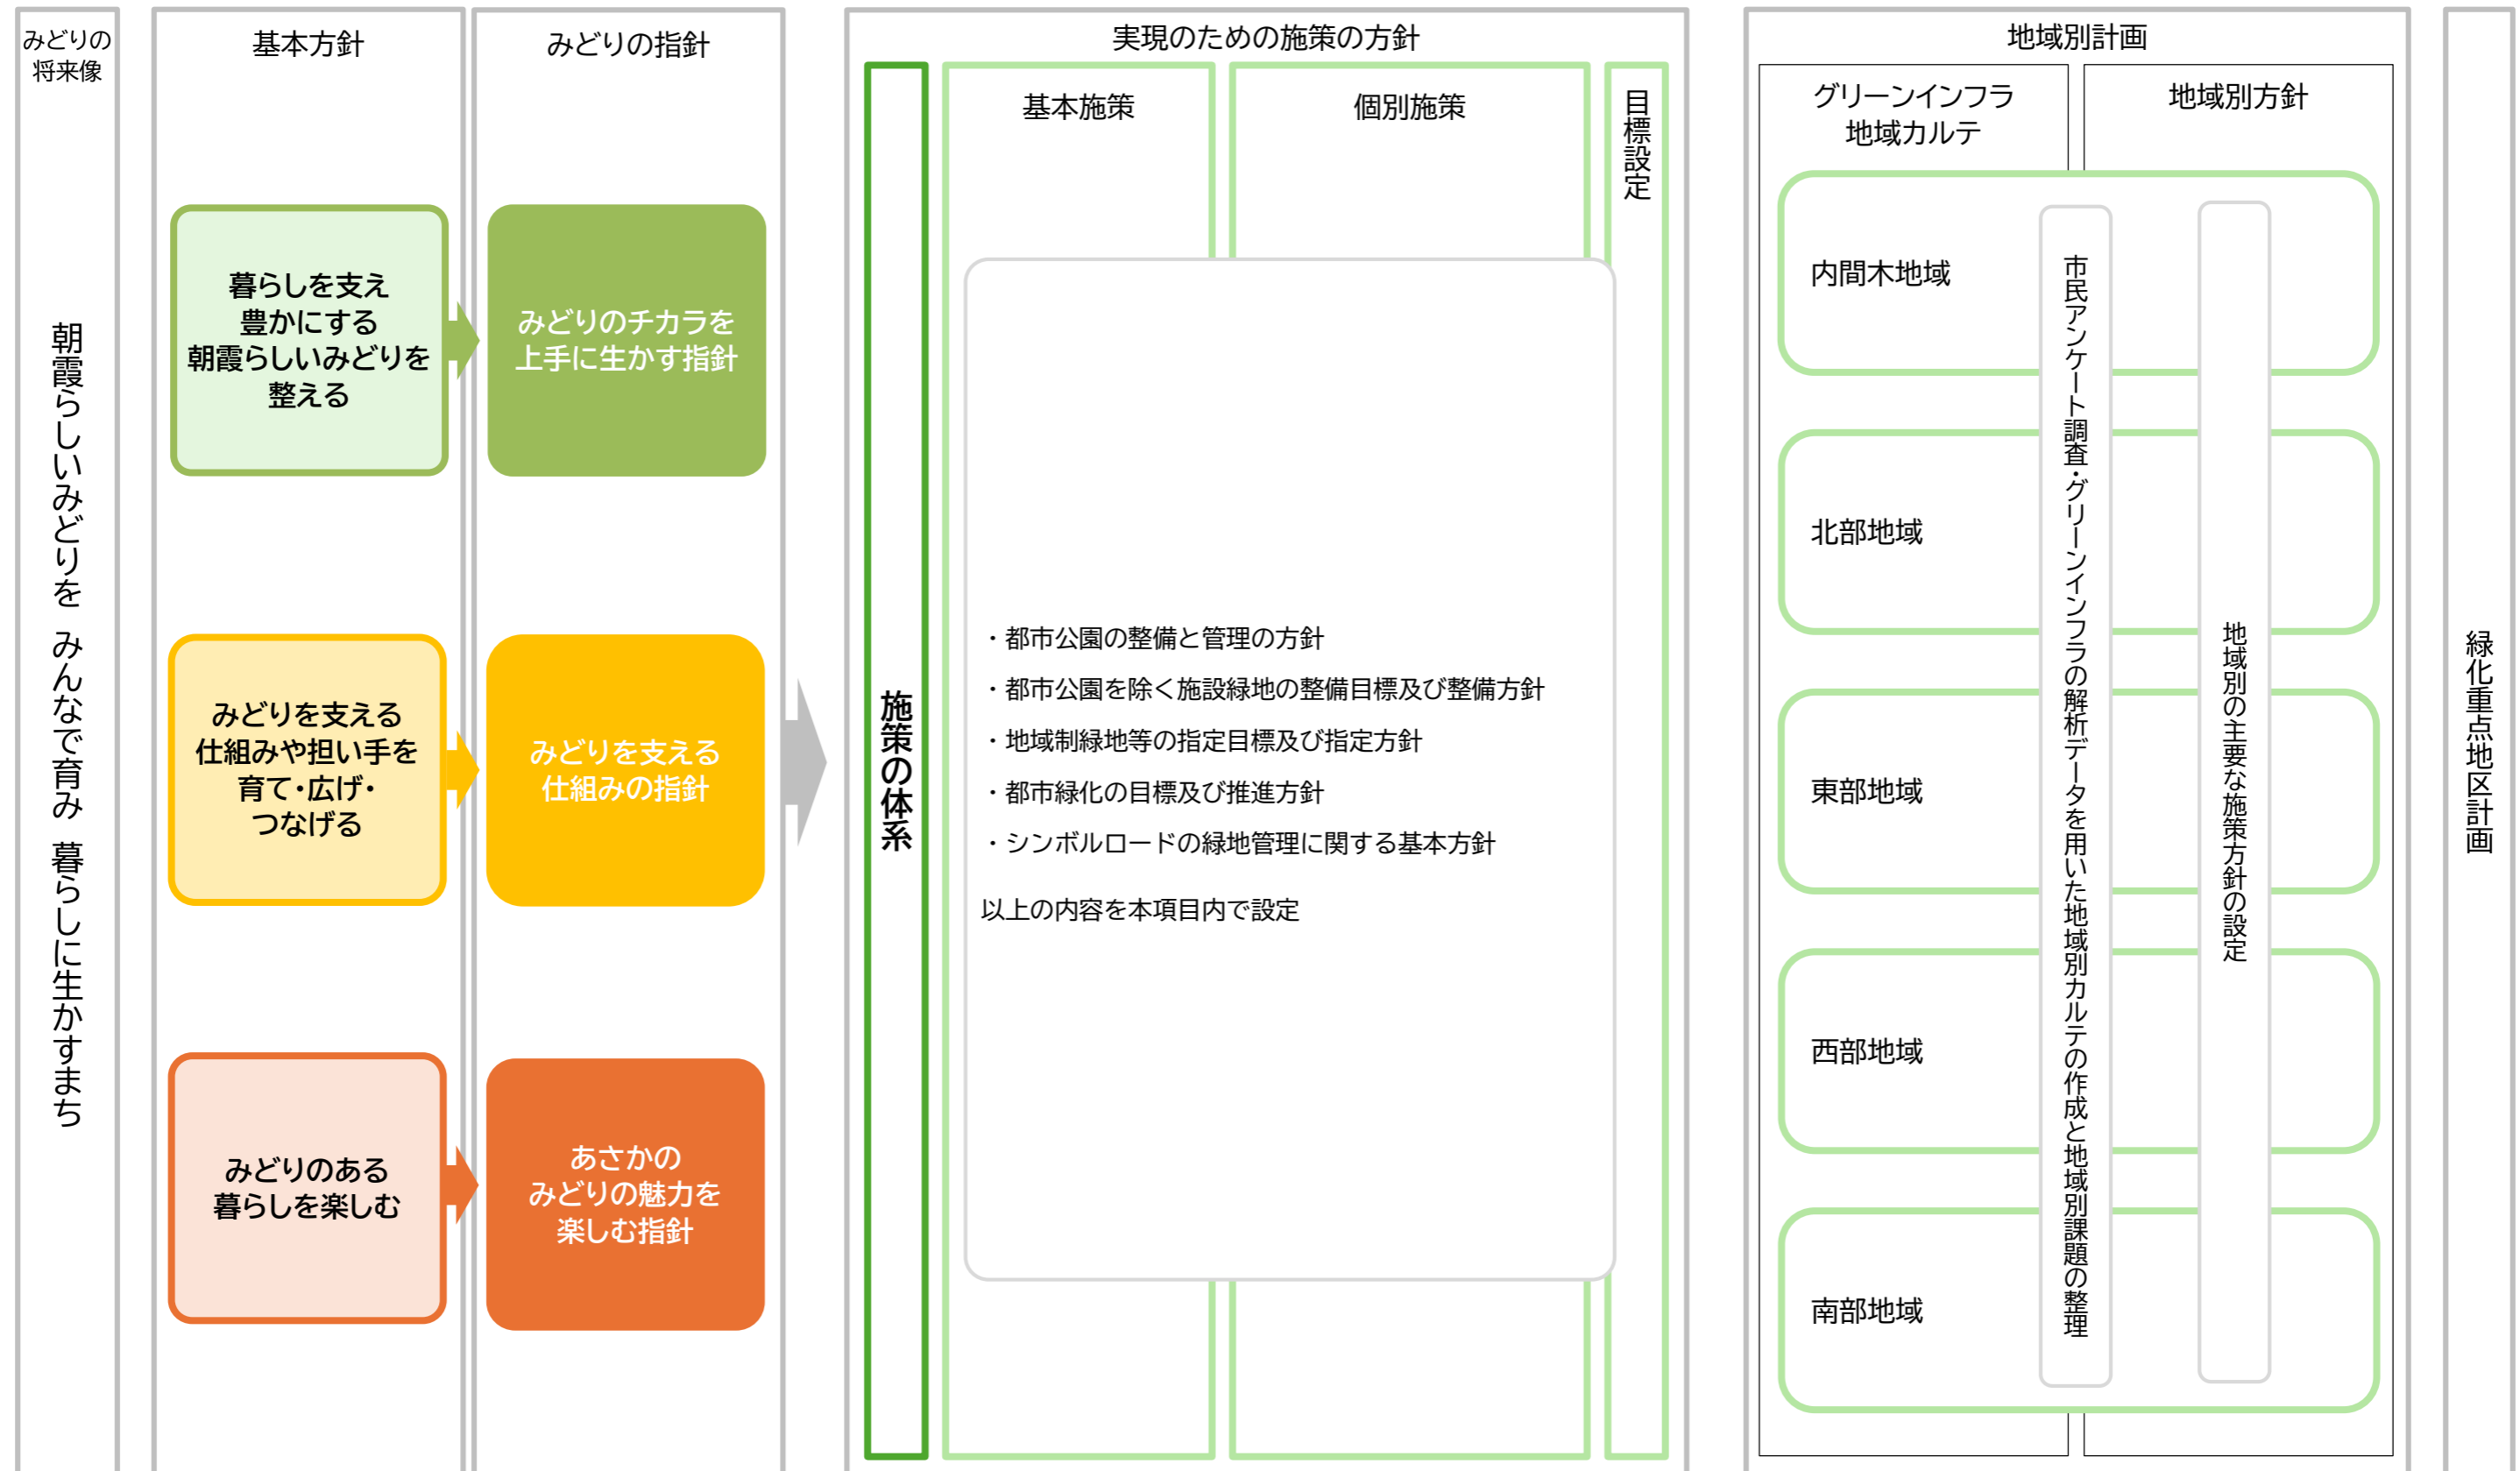 みどりの
将来像
朝霞らしいみどりを みんなで育み 暮らしに生かすまち
基本方針
暮らしを支え
豊かにする
朝霞らしいみどりを
整える
みどりを支える
仕組みや担い手を
育て・広げ・
つなげる
みどりのある
暮らしを楽しむ
みどりの指針
みどりのチカラを
上手に生かす指針
みどりを支える
仕組みの指針
あさかの
みどりの魅力を
楽しむ指針
実現のための施策の方針
施策の体系
基本施策
個別施策
目標設定
・都市公園の整備と管理の方針
・都市公園を除く施設緑地の整備目標及び整備方針
・地域制緑地等の指定目標及び指定方針
・都市緑化の目標及び推進方針
・シンボルロードの緑地管理に関する基本方針
以上の内容を本項目内で設定
地域別計画
グリーンインフラ
地域カルテ
地域別方針
内間木地域
北部地域
東部地域
西部地域
南部地域
市民アンケート調査・グリーンインフラの解析データを用いた地域別カルテの作成と地域別課題の整理
地域別の主要な施策方針の設定
緑化重点地区計画